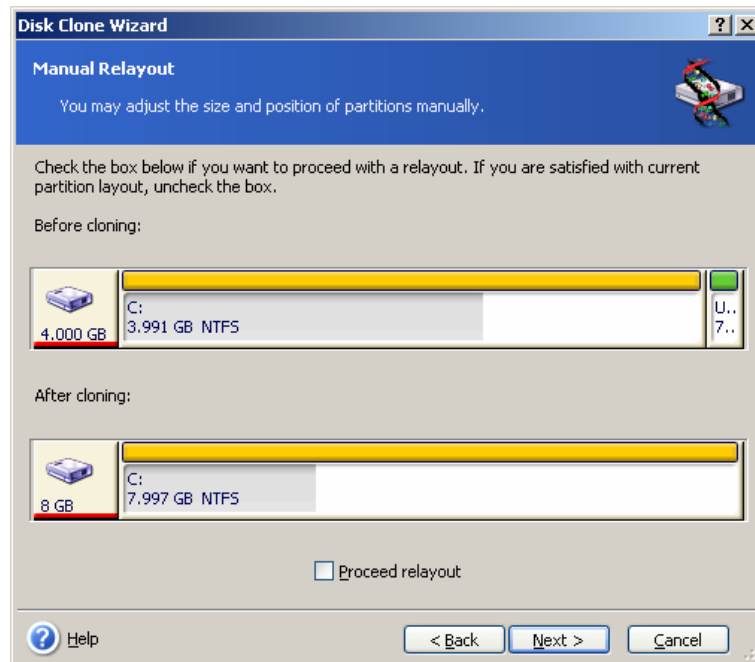 Disk Clone Wizard
Manual Relayout
You may adjust the size and position of partitions manually.
Check the box below if you want to proceed with a relayout. If you are satisfied with current
partition layout, uncheck the box.
Before cloning:
4.000 GB
C:
3.991 GB NTFS
U..
7..
After cloning:
8 GB
C:
7.997 GB NTFS
Proceed relayout
Help
< Back
Next >
Cancel